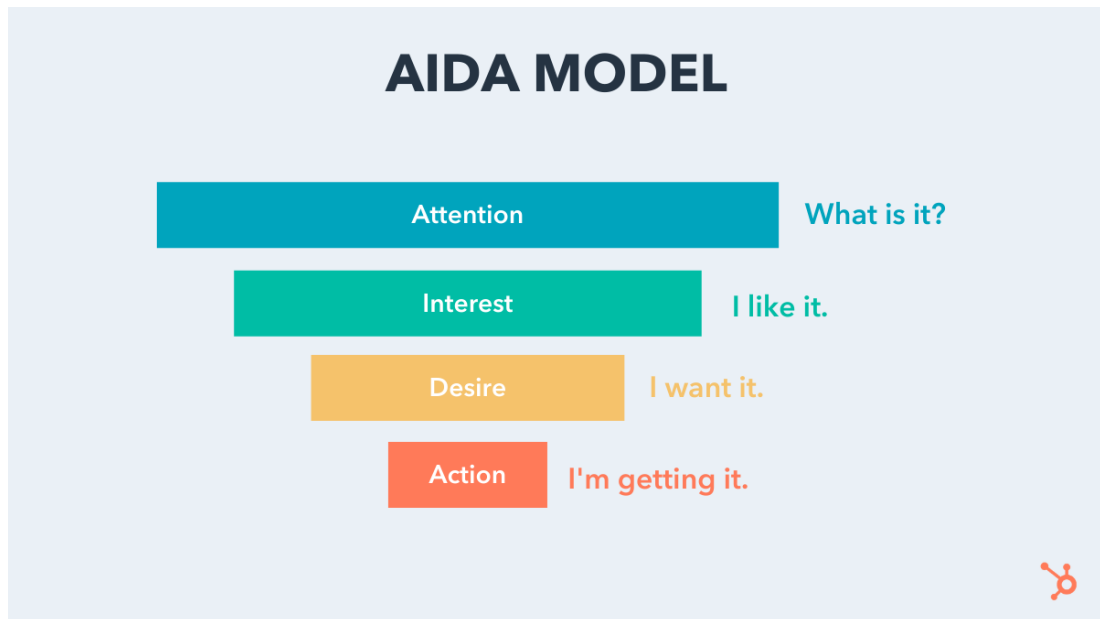 AIDA MODEL
Attention
What is it?
Interest
I like it.
Desire
I want it.
Action
I'm getting it.